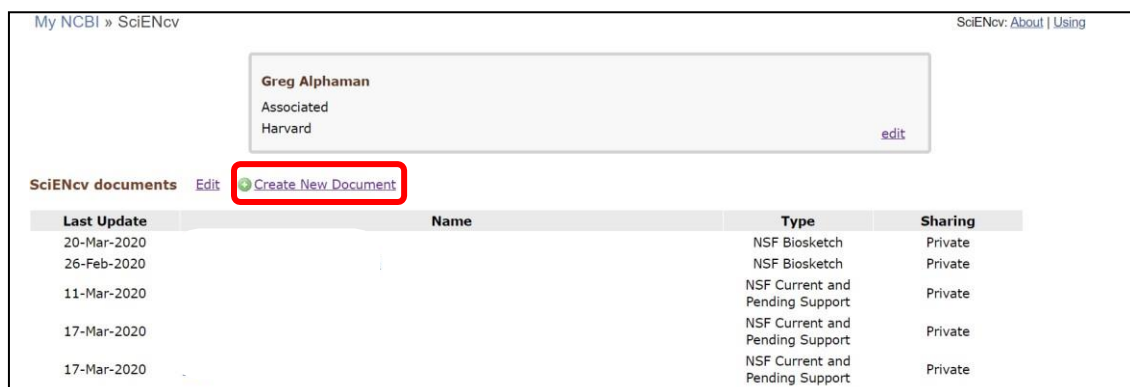 My NCBI » SciENcv SciENcv: About | Using
Greg Alphaman
Associated
Harvard edit
SciENcv documents Edit Create New Document
Last Update Name Type Sharing
20-Mar-2020 NSF Biosketch Private
26-Feb-2020 NSF Biosketch Private
11-Mar-2020 NSF Current and Pending Support Private
17-Mar-2020 NSF Current and Pending Support Private
17-Mar-2020 NSF Current and Pending Support Private